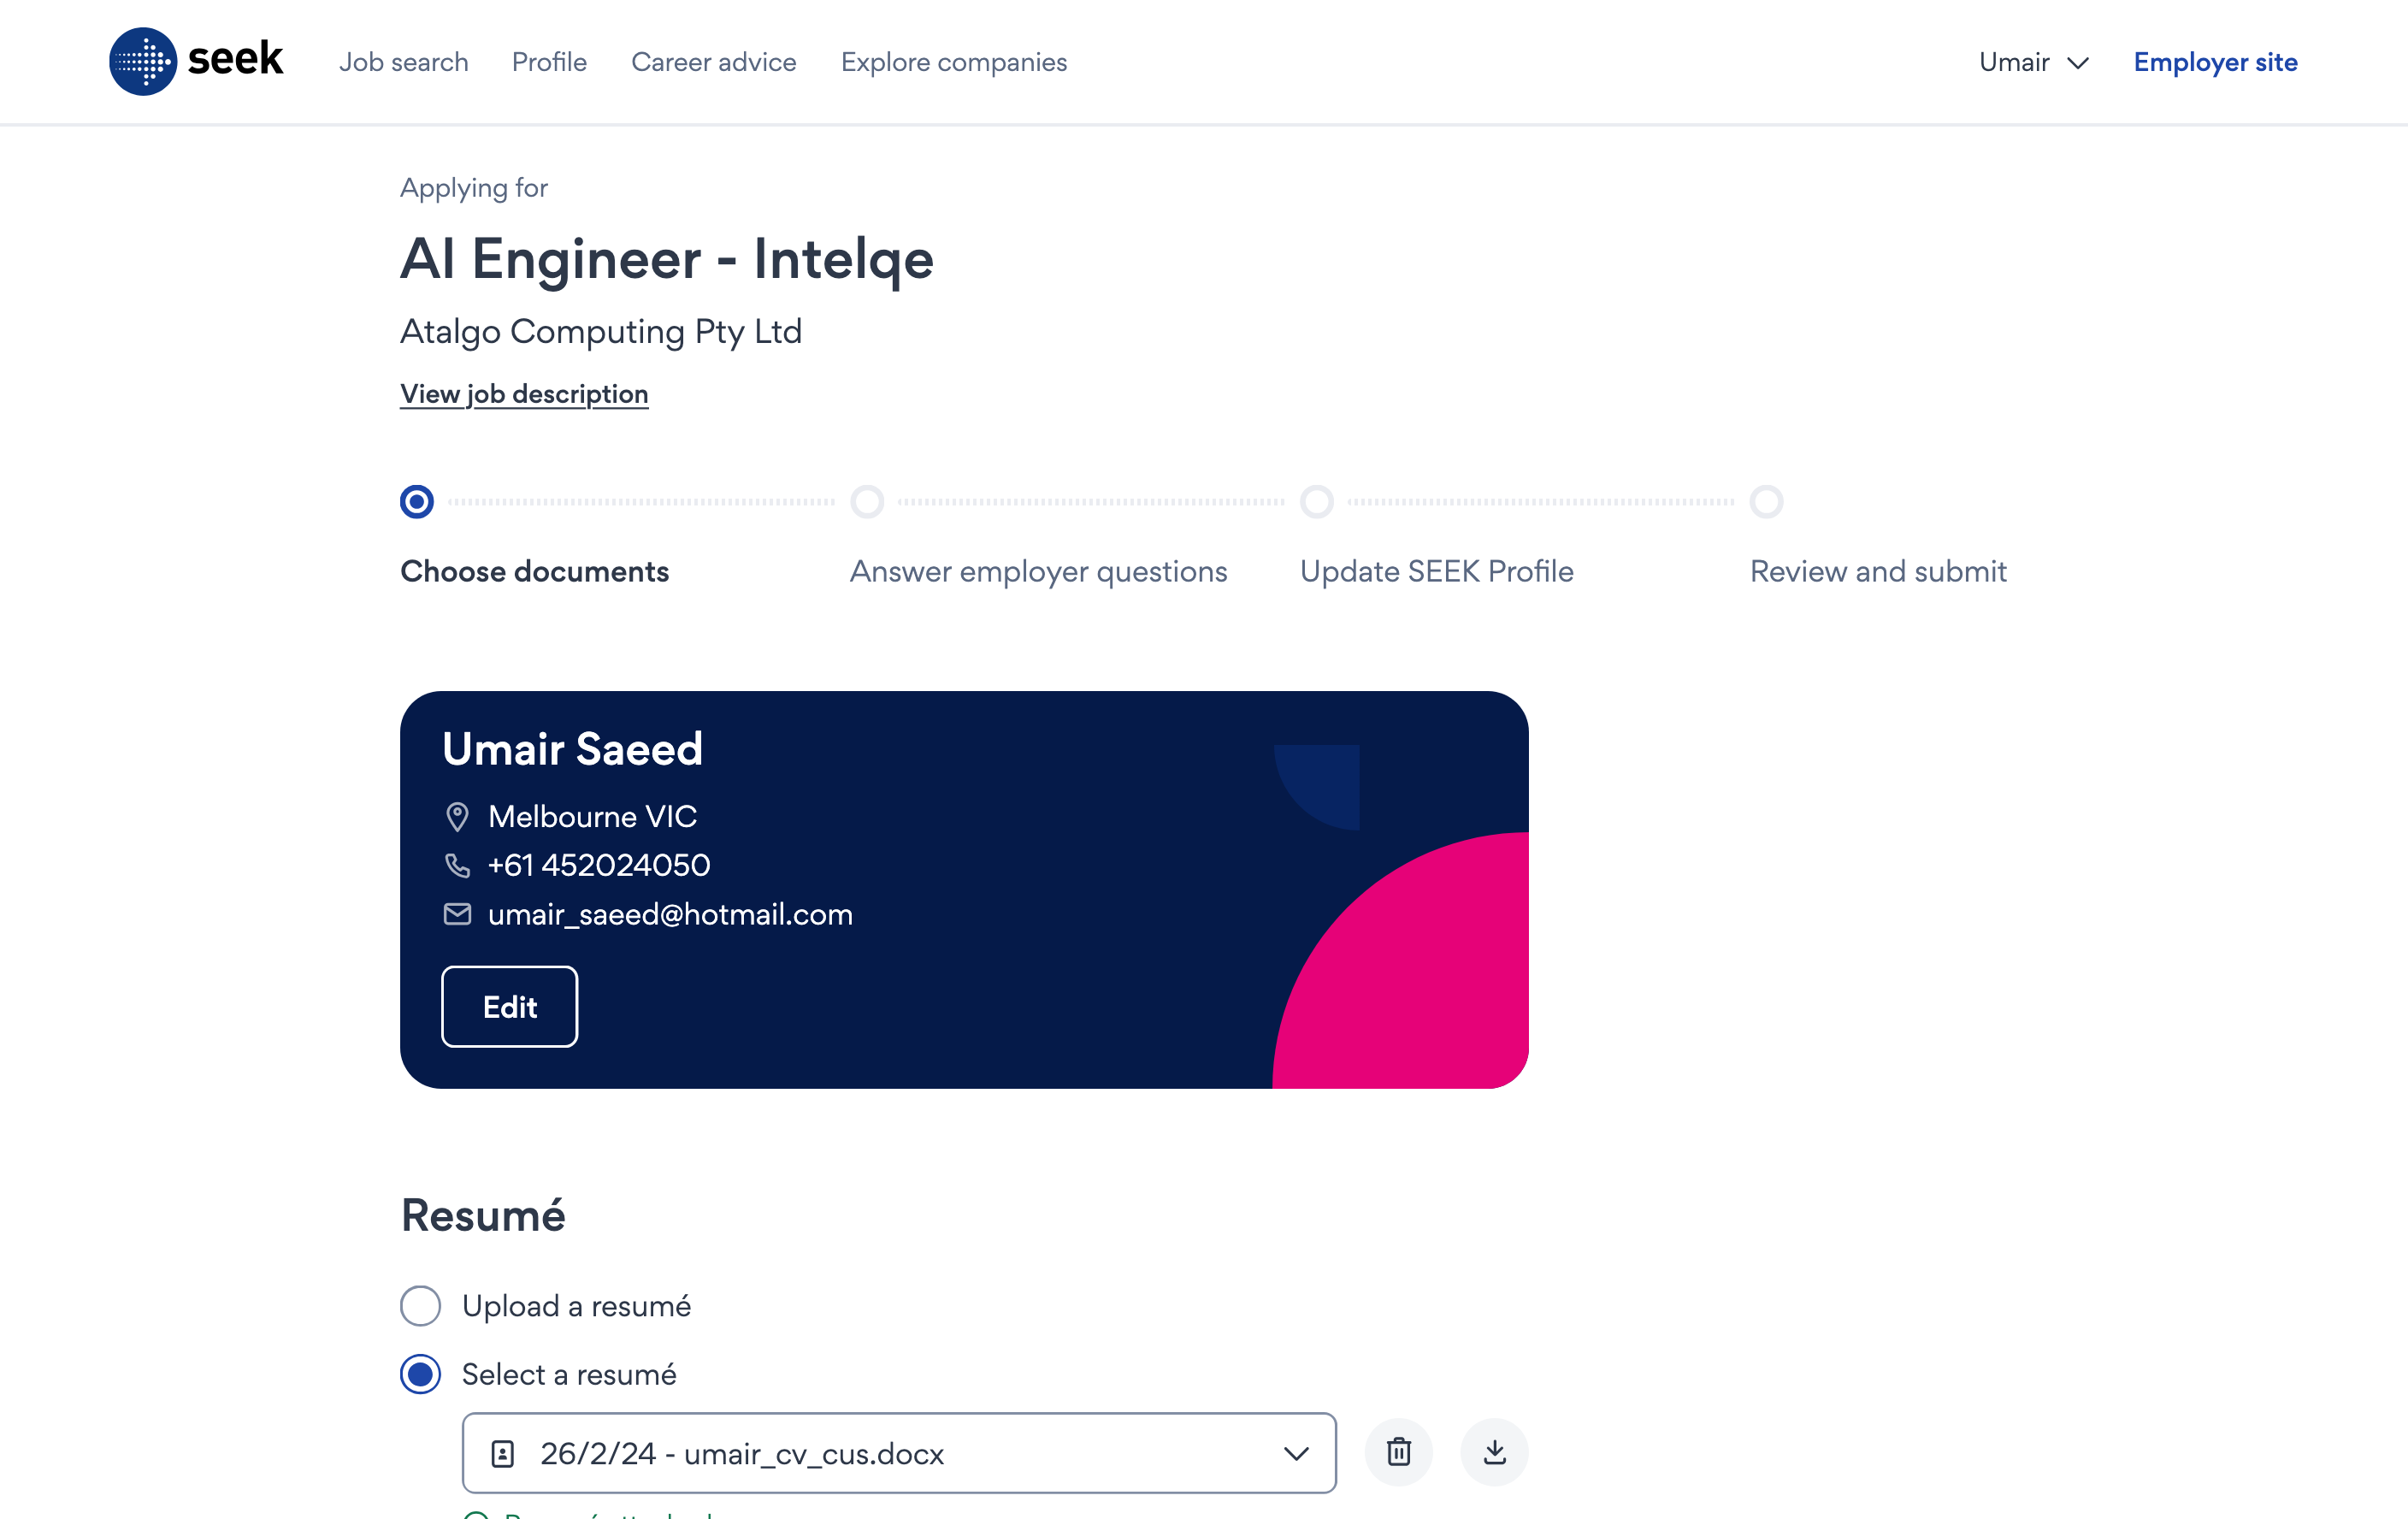 seek Job search Profile Career advice Explore companies Umair Employer site
Applying for
AI Engineer - Intelqe
Atalgo Computing Pty Ltd
View job description
Choose documents Answer employer questions Update SEEK Profile Review and submit
Umair Saeed
Melbourne VIC
+61 452024050
umair_saeed@hotmail.com
Edit
Resumé
Upload a resumé
Select a resumé
26/2/24 - umair_cv_cus.docx